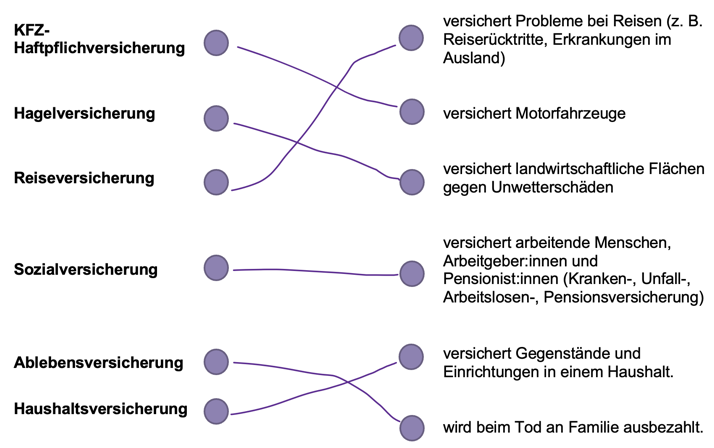 KFZ-
Haftpflichversicherung
versichert Probleme bei Reisen (z. B.
Reiserücktritte, Erkrankungen im
Ausland)
Hagelversicherung
versichert Motorfahrzeuge
Reiseversicherung
versichert landwirtschaftliche Flächen
gegen Unwetterschäden
Sozialversicherung
versichert arbeitende Menschen,
Arbeitgeber:innen und
Pensionist:innen (Kranken-, Unfall-,
Arbeitslosen-, Pensionsversicherung)
Ablebensversicherung
versichert Gegenstände und
Einrichtungen in einem Haushalt.
Haushaltsversicherung
wird beim Tod an Familie ausbezahlt.